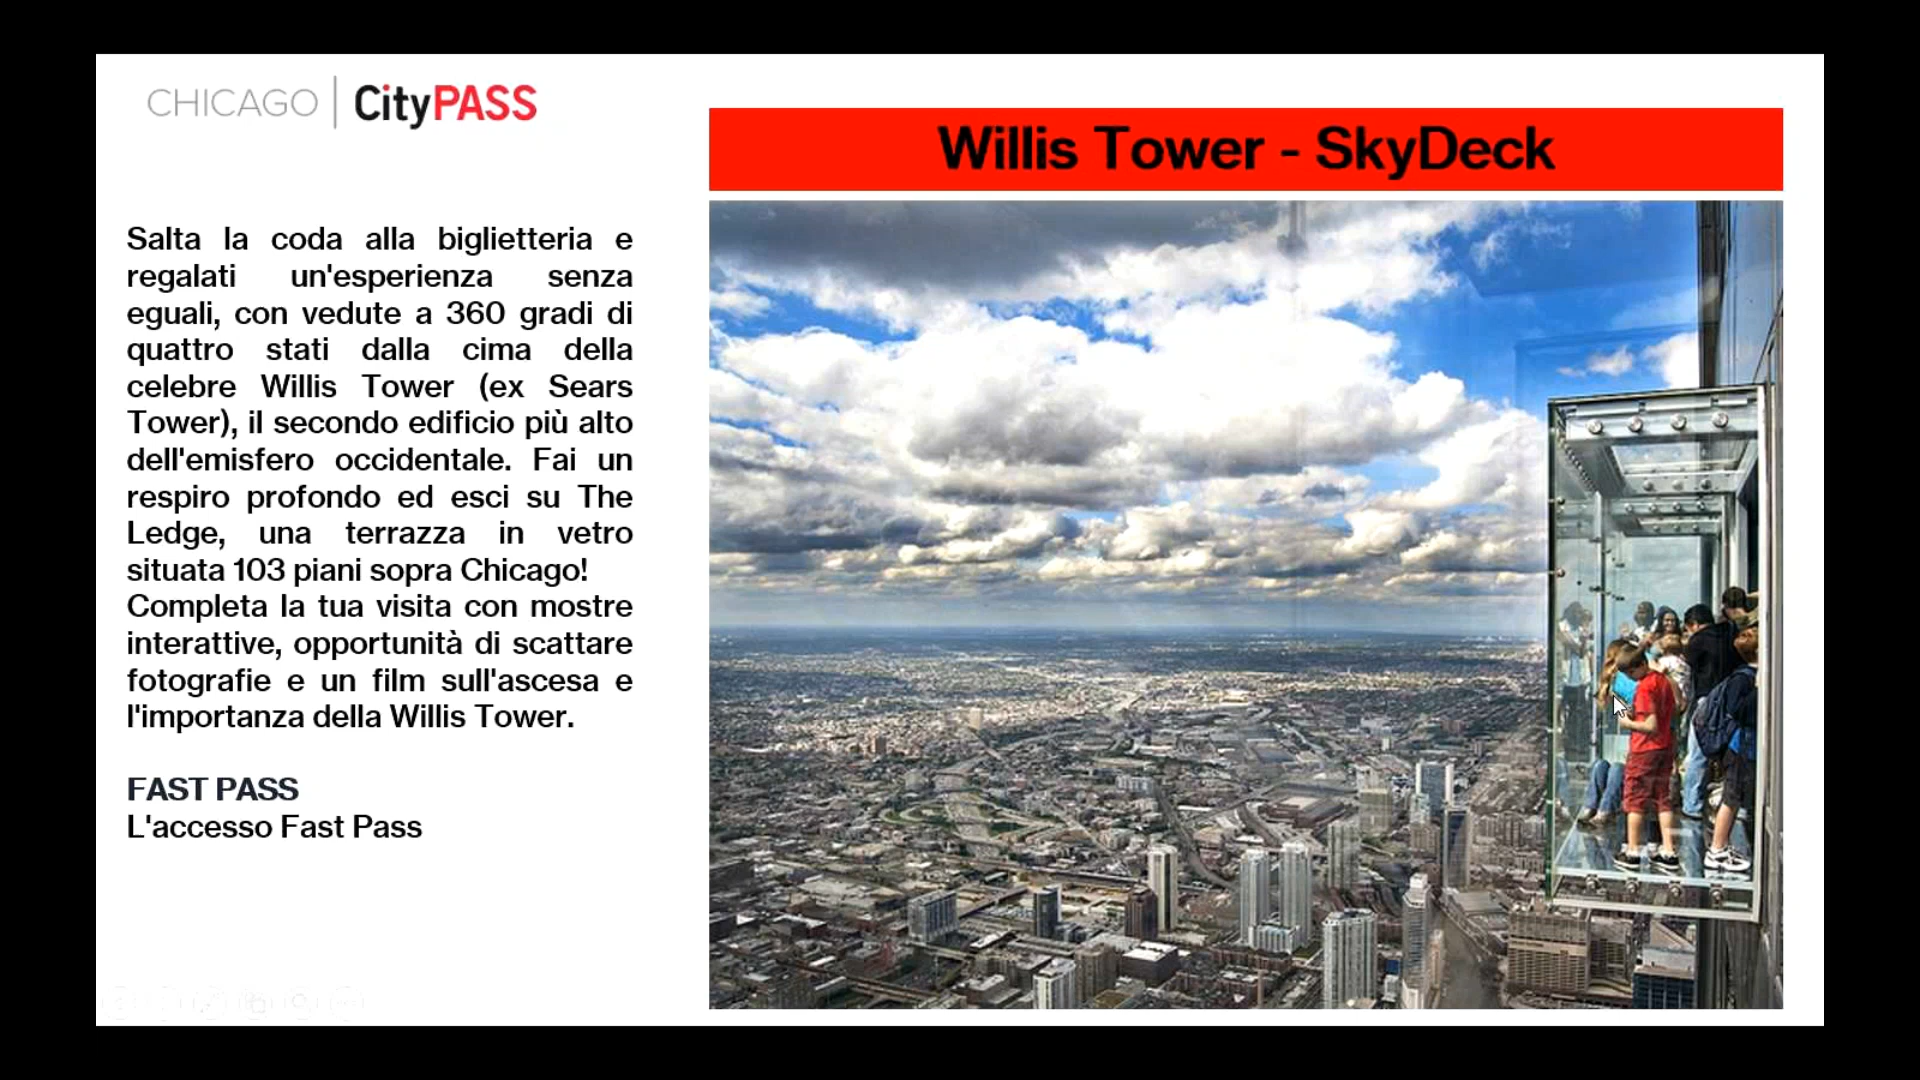 CHICAGO | CityPASS
Willis Tower - SkyDeck
Salta la coda alla biglietteria e
regalati un'esperienza senza
eguali, con vedute a 360 gradi di
quattro stati dalla cima della
celebre Willis Tower (ex Sears
Tower), il secondo edificio più alto
dell'emisfero occidentale. Fai un
respiro profondo ed esci su The
Ledge, una terrazza in vetro
situata 103 piani sopra Chicago!
Completa la tua visita con mostre
interattive, opportunità di scattare
fotografie e un film sull'ascesa e
l'importanza della Willis Tower.
FAST PASS
L'accesso Fast Pass